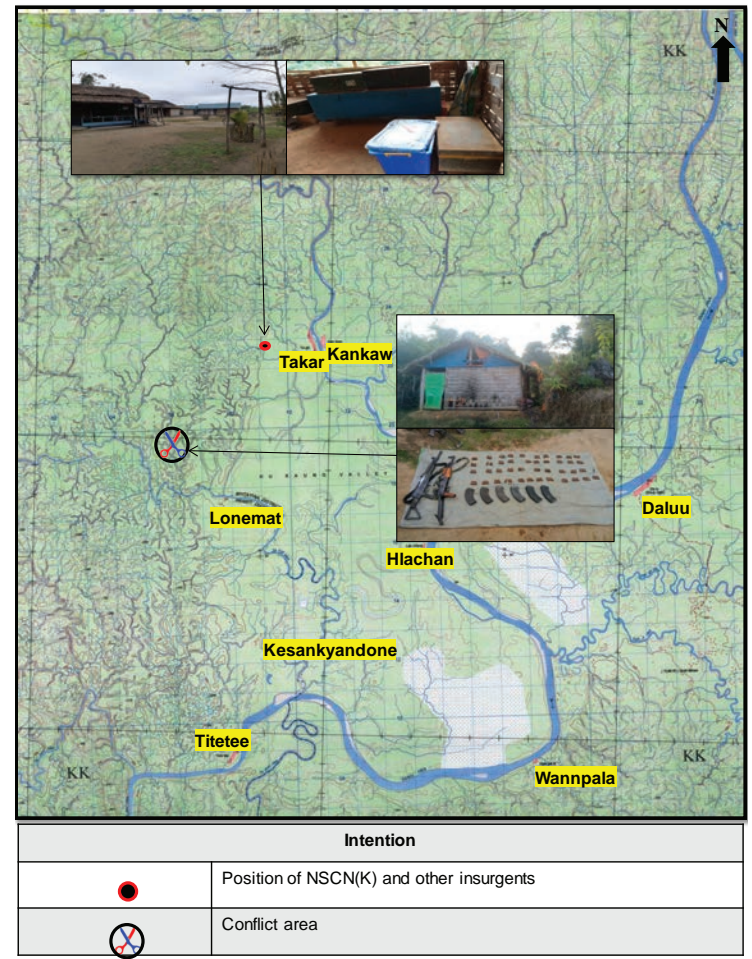 N
KK
Takar
Kankaw
Lonemat
Daluu
Hlachan
Kesankyandone
Titetee
Wannpala
KK
KK
Intention
Position of NSCN(K) and other insurgents
Conflict area